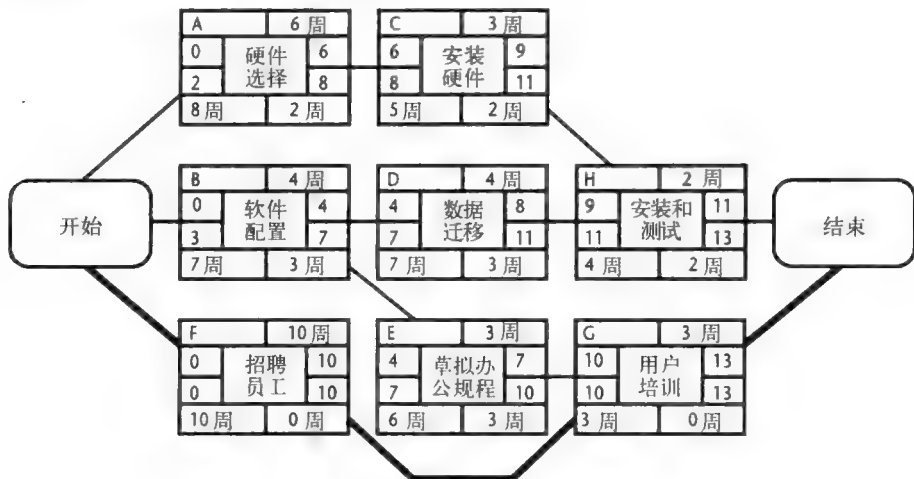 A 6 周 C 3 周
0 硬件 6 6 安装 9
2 选择 8 8 硬件 11
8 周 2 周 5 周 2 周
B 4 周 D 4 周 H 2 周
开始 0 软件 4 4 数据 8 9 安装和 11 结束
3 配置 7 7 迁移 11 11 测试 13
7 周 3 周 7 周 3 周 4 周 2 周
F 10 周 E 3 周 G 3 周
0 招聘 10 4 草拟办 7 10 用户 13
0 员工 10 7 公规程 10 10 培训 13
10 周 0 周 6 周 3 周 3 周 0 周